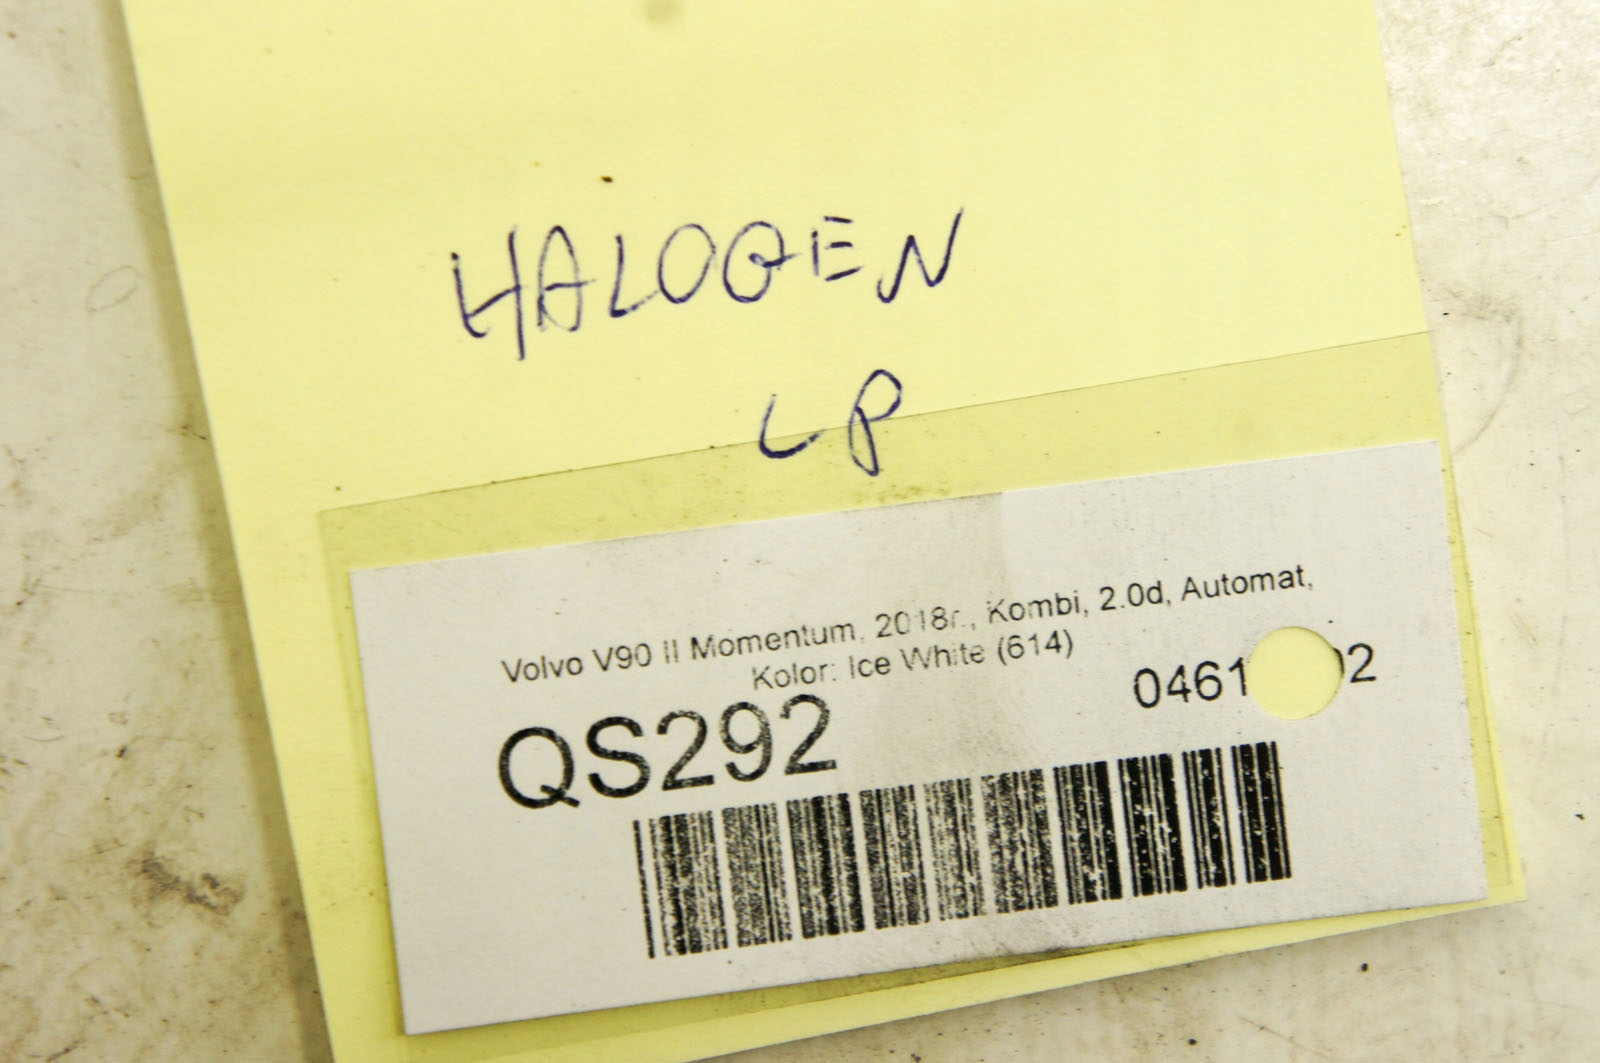 HALOGEN
LP
Volvo V90 II Momentum, 2018r., Kombi, 2.0d, Automat,
Kolor: Ice White (614)
QS292